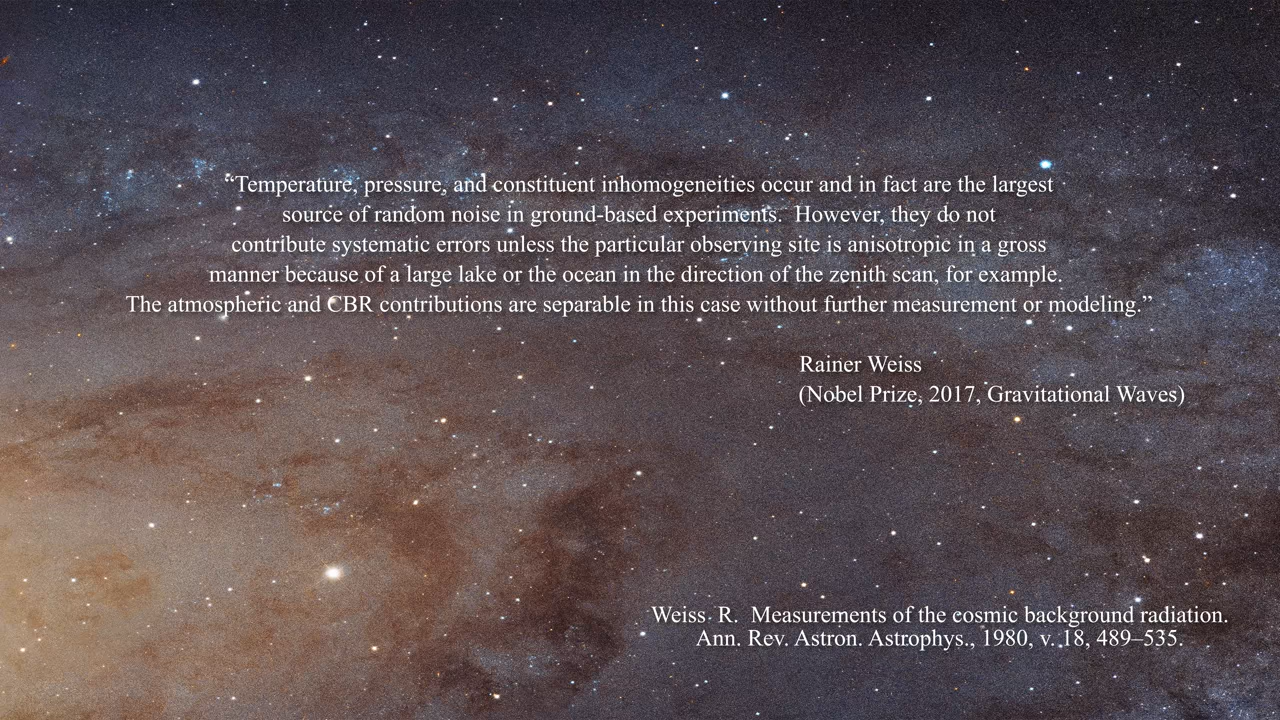 “Temperature, pressure, and constituent inhomogeneities occur and in fact are the largest
source of random noise in ground-based experiments.  However, they do not
contribute systematic errors unless the particular observing site is anisotropic in a gross
manner because of a large lake or the ocean in the direction of the zenith scan, for example.
The atmospheric and CBR contributions are separable in this case without further measurement or modeling.”
Rainer Weiss
(Nobel Prize, 2017, Gravitational Waves)
Weiss  R.  Measurements of the eosmic background radiation.
Ann. Rev. Astron. Astrophys., 1980, v. 18, 489–535.